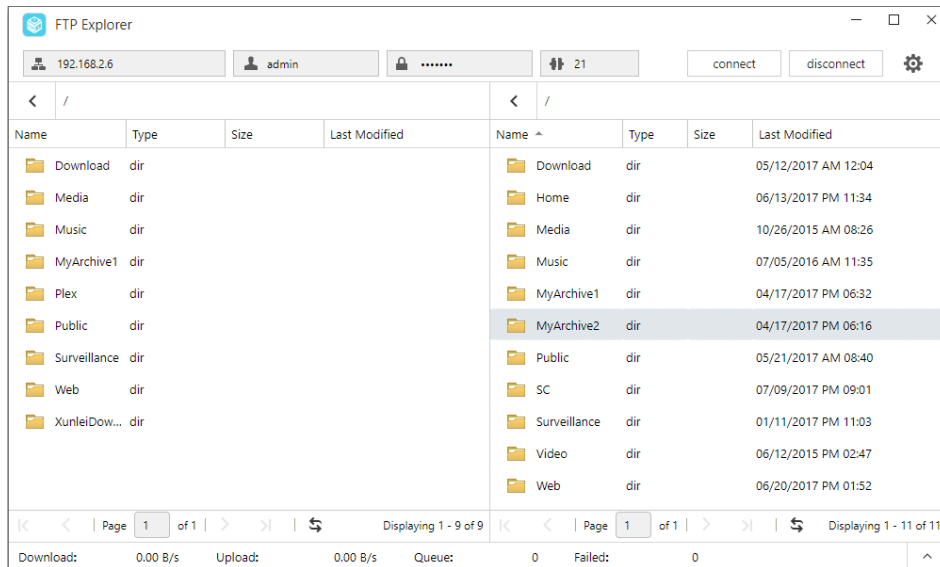 FTP Explorer
192.168.2.6 admin ••••••• 21 connect disconnect
/ /
Name Type Size Last Modified Name Type Size Last Modified
Download dir Download dir 05/12/2017 AM 12:04
Media dir Home dir 06/13/2017 PM 11:34
Music dir Media dir 10/26/2015 AM 08:26
MyArchive1 dir Music dir 07/05/2016 AM 11:35
Plex dir MyArchive1 dir 04/17/2017 PM 06:32
Public dir MyArchive2 dir 04/17/2017 PM 06:16
Surveillance dir Public dir 05/21/2017 AM 08:40
Web dir SC dir 07/09/2017 PM 09:01
XunleiDow... dir Surveillance dir 01/11/2017 PM 11:03
Video dir 06/12/2015 PM 02:47
Web dir 06/20/2017 PM 01:52
Page 1 of 1 Displaying 1 - 9 of 9 Page 1 of 1 Displaying 1 - 11 of 11
Download: 0.00 B/s Upload: 0.00 B/s Queue: 0 Failed: 0